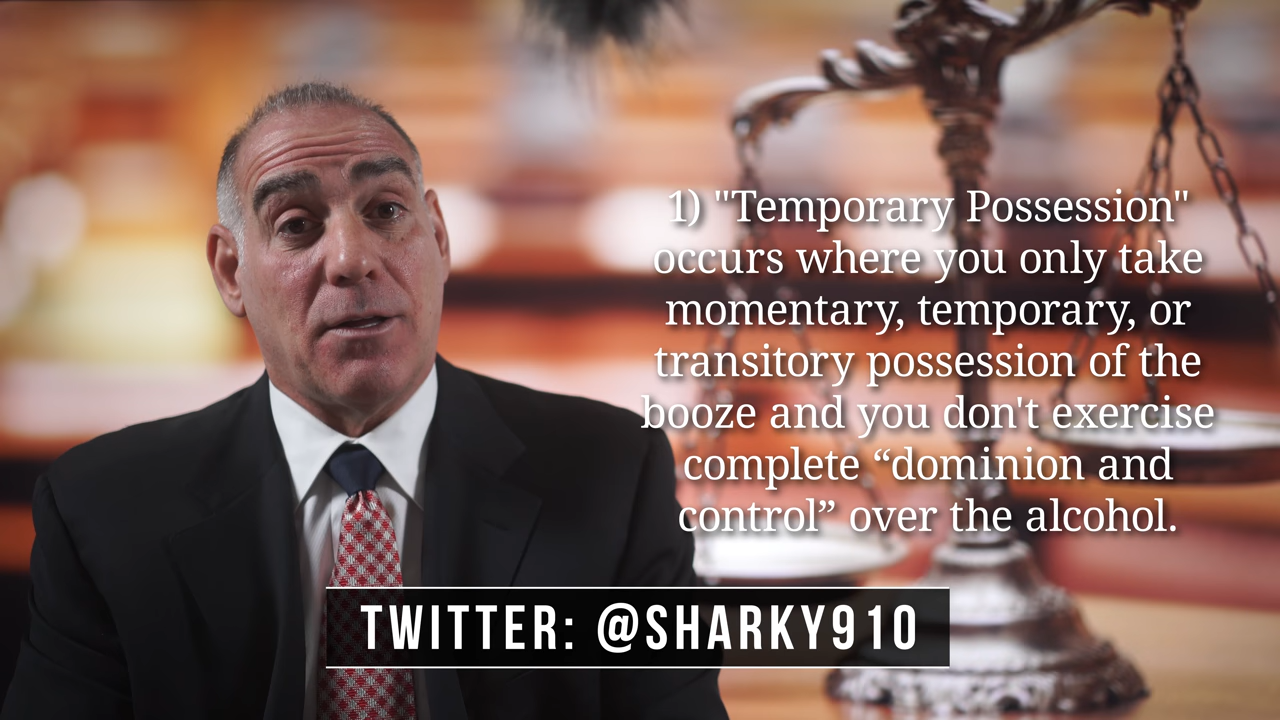 1) "Temporary Possession"
occurs where you only take
momentary, temporary, or
transitory possession of the
booze and you don't exercise
complete “dominion and
control” over the alcohol.
TWITTER: @SHARKY910